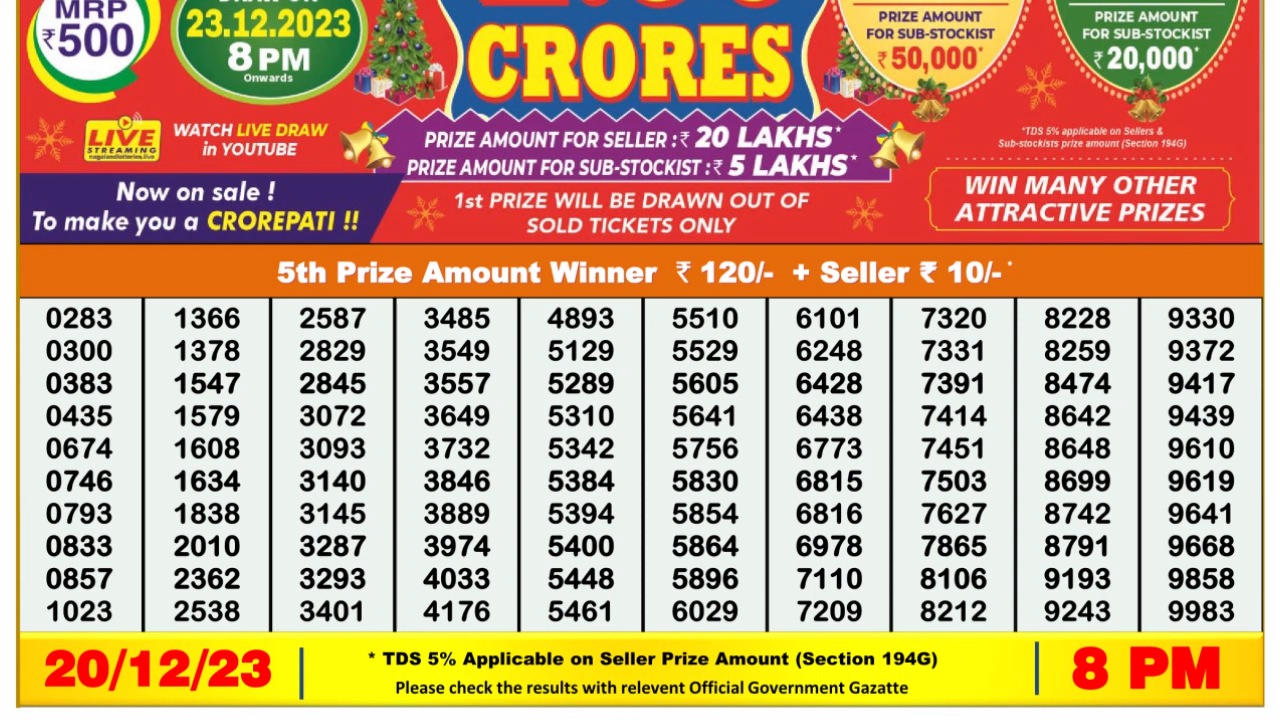 MRP
₹500
23.12.2023
8 PM
Onwards
CRORES
PRIZE AMOUNT
FOR SUB-STOCKIST
₹ 50,000*
PRIZE AMOUNT
FOR SUB-STOCKIST
₹ 20,000*
LIVE
STREAMING
nagalandlotteries.live
WATCH LIVE DRAW
in YOUTUBE
PRIZE AMOUNT FOR SELLER :₹ 20 LAKHS*
PRIZE AMOUNT FOR SUB-STOCKIST :₹ 5 LAKHS*
*TDS 5% applicable on Sellers &
Sub-stockists prize amount (Section 194G)
Now on sale !
To make you a CROREPATI !!
1st PRIZE WILL BE DRAWN OUT OF
SOLD TICKETS ONLY
WIN MANY OTHER
ATTRACTIVE PRIZES
5th Prize Amount Winner ₹ 120/- + Seller ₹ 10/-*
0283 1366 2587 3485 4893 5510 6101 7320 8228 9330
0300 1378 2829 3549 5129 5529 6248 7331 8259 9372
0383 1547 2845 3557 5289 5605 6428 7391 8474 9417
0435 1579 3072 3649 5310 5641 6438 7414 8642 9439
0674 1608 3093 3732 5342 5756 6773 7451 8648 9610
0746 1634 3140 3846 5384 5830 6815 7503 8699 9619
0793 1838 3145 3889 5394 5854 6816 7627 8742 9641
0833 2010 3287 3974 5400 5864 6978 7865 8791 9668
0857 2362 3293 4033 5448 5896 7110 8106 9193 9858
1023 2538 3401 4176 5461 6029 7209 8212 9243 9983
20/12/23
* TDS 5% Applicable on Seller Prize Amount (Section 194G)
Please check the results with relevent Official Government Gazatte
8 PM